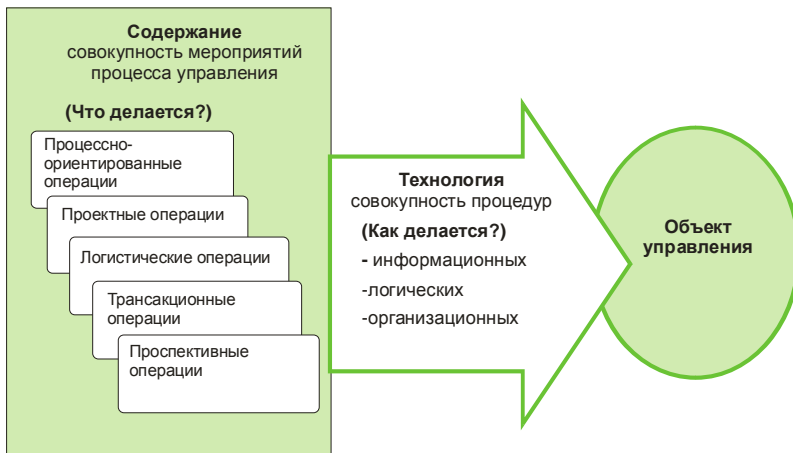 Содержание
совокупность мероприятий
процесса управления
(Что делается?)
Процессно-
ориентированные
операции
Проектные операции
Логистические операции
Трансакционные
операции
Проспективные
операции
Технология
совокупность процедур
(Как делается?)
- информационных
-логических
-организационных
Объект
управления